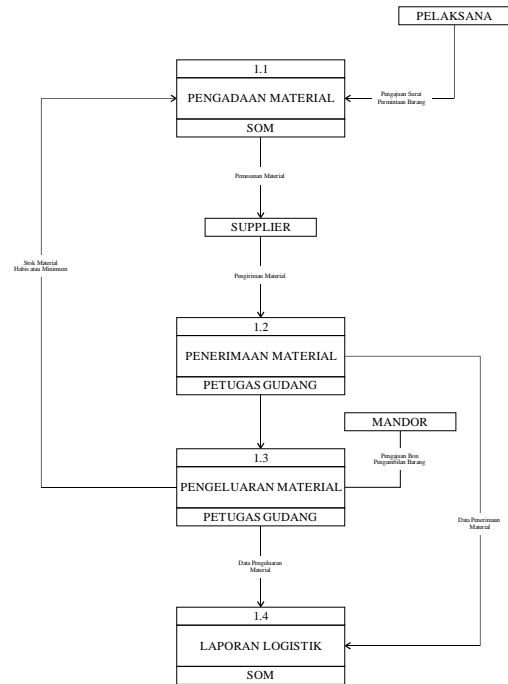 PELAKSANA
1.1
PENGADAAN MATERIAL
SOM
Pengajuan Surat
Permintaan Barang
Pemesanan Material
SUPPLIER
Stok Material
Habis atau Minimum
Pengiriman Material
1.2
PENERIMAAN MATERIAL
PETUGAS GUDANG
MANDOR
1.3
PENGELUARAN MATERIAL
PETUGAS GUDANG
Pengajuan Bon
Pengambilan Barang
Data Penerimaan
Material
Data Pengeluaran
Material
1.4
LAPORAN LOGISTIK
SOM